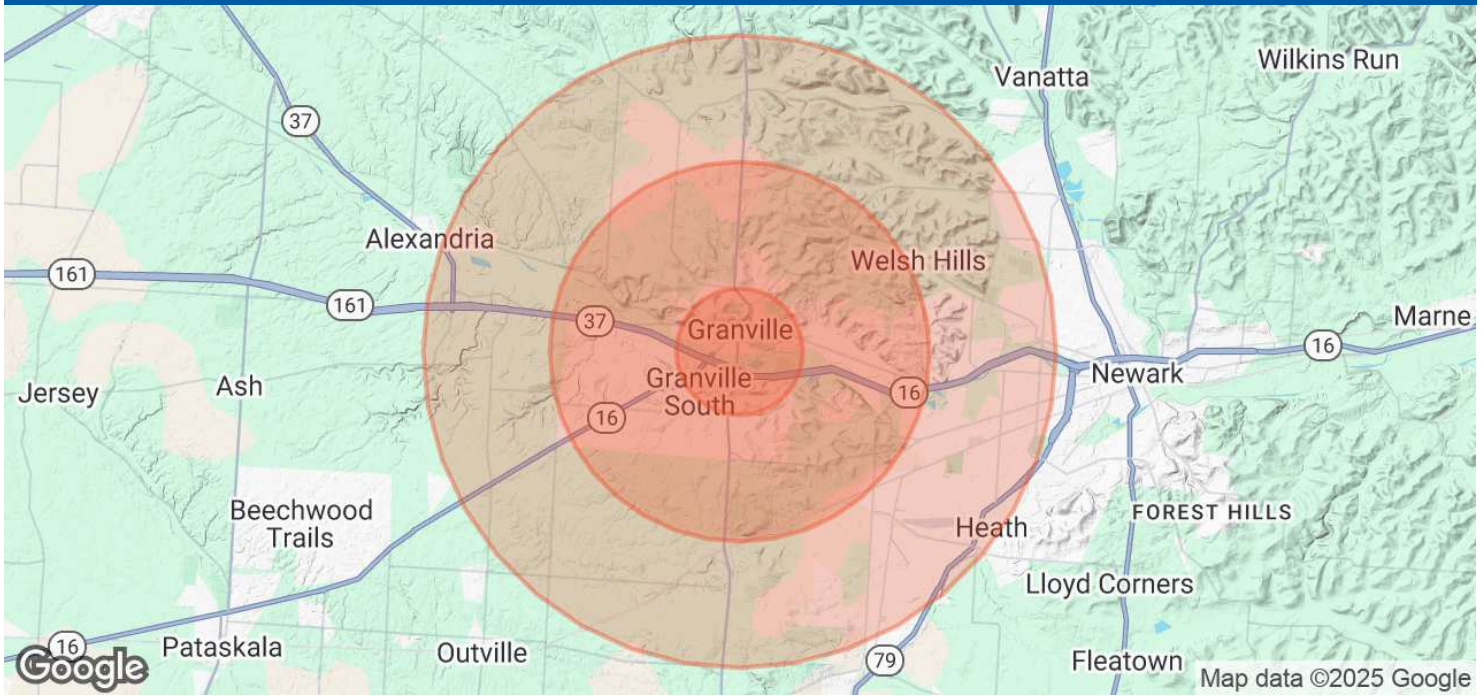 Wilkins Run
Vanatta
37
Alexandria
Welsh Hills
161
161
37
Granville
Marne
16
Newark
Jersey
Ash
Granville
South
16
16
Beechwood
Trails
FOREST HILLS
Heath
Lloyd Corners
16
Pataskala
Outville
79
Fleatown
Google
Map data ©2025 Google